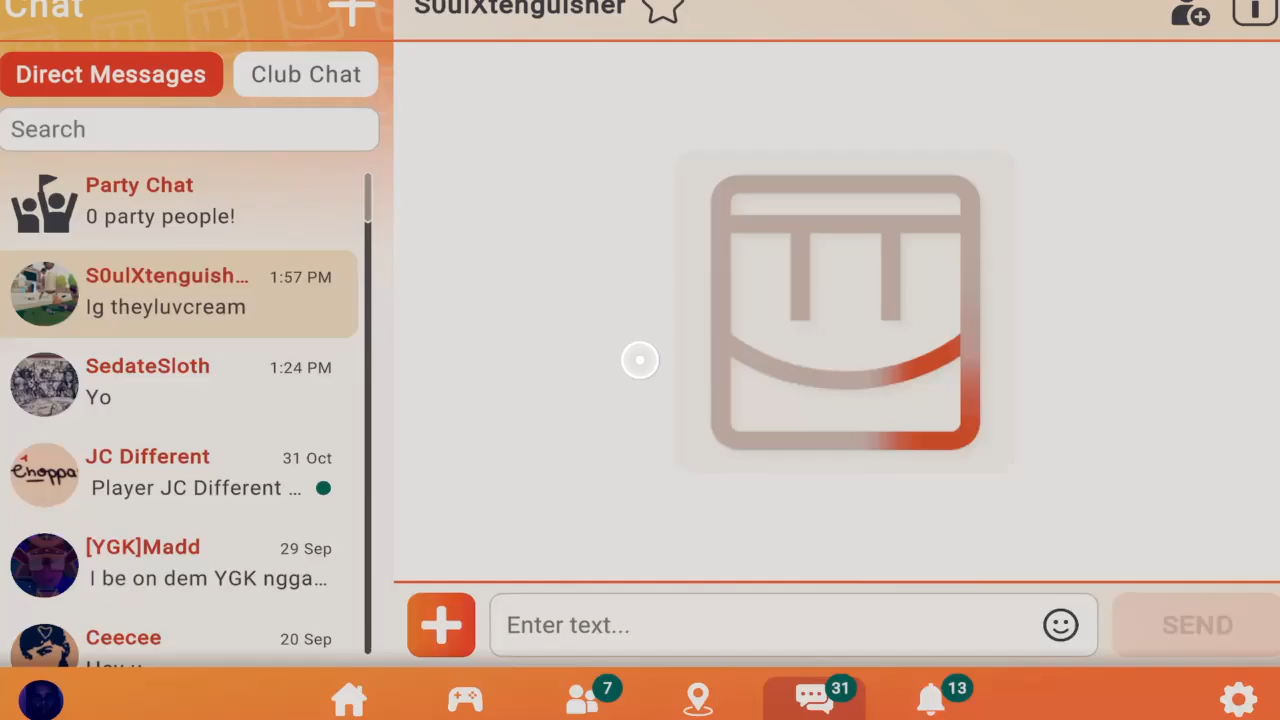 Chat
S0ulXtenguisher
Direct Messages
Club Chat
Search
Party Chat
0 party people!
S0ulXtenguish... 1:57 PM
Ig theyluvcream
SedateSloth 1:24 PM
Yo
JC Different 31 Oct
Player JC Different ...
[YGK]Madd 29 Sep
I be on dem YGK ngga...
Ceecee 20 Sep
Enter text...
SEND
7
31
13